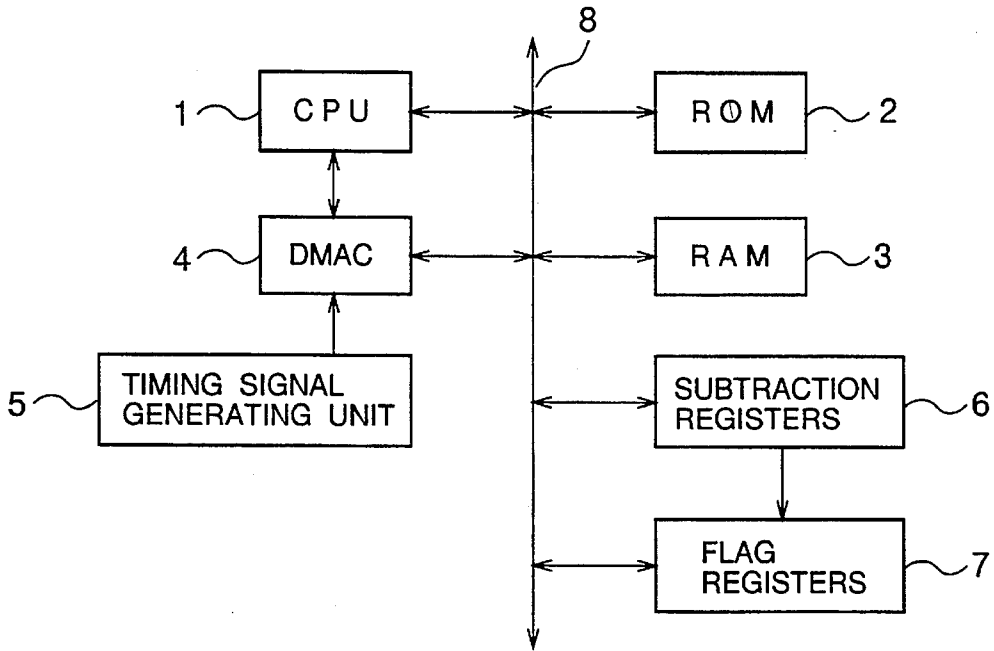 8
1
CPU
ROM
2
4
DMAC
RAM
3
5
TIMING SIGNAL
GENERATING UNIT
SUBTRACTION
REGISTERS
6
FLAG
REGISTERS
7